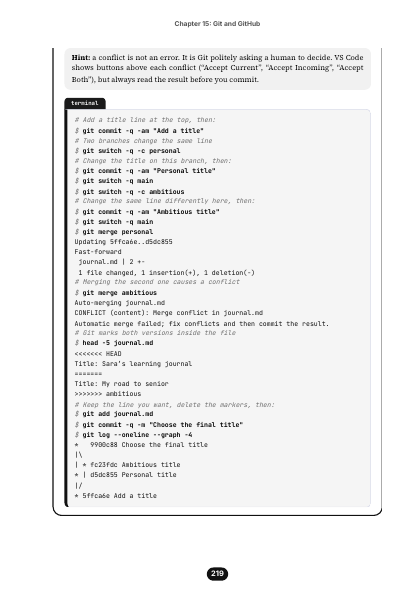 Chapter 15: Git and GitHub
Hint: a conflict is not an error. It is Git politely asking a human to decide. VS Code
shows buttons above each conflict (“Accept Current”, “Accept Incoming”, “Accept
Both”), but always read the result before you commit.
terminal
# Add a title line at the top, then:
$ git commit -q -am "Add a title"
# Two branches change the same line
$ git switch -q -c personal
# Change the title on this branch, then:
$ git commit -q -am "Personal title"
$ git switch -q main
$ git switch -q -c ambitious
# Change the same line differently here, then:
$ git commit -q -am "Ambitious title"
$ git switch -q main
$ git merge personal
Updating 5ffca6e..d5dc855
Fast-forward
 journal.md | 2 +-
 1 file changed, 1 insertion(+), 1 deletion(-)
# Merging the second one causes a conflict
$ git merge ambitious
Auto-merging journal.md
CONFLICT (content): Merge conflict in journal.md
Automatic merge failed; fix conflicts and then commit the result.
# Git marks both versions inside the file
$ head -5 journal.md
<<<<<<< HEAD
Title: Sara's learning journal
=======
Title: My road to senior
>>>>>>> ambitious
# Keep the line you want, delete the markers, then:
$ git add journal.md
$ git commit -q -m "Choose the final title"
$ git log --oneline --graph -4
*   9900c88 Choose the final title
|\
| * fc23fdc Ambitious title
* | d5dc855 Personal title
|/
* 5ffca6e Add a title
219